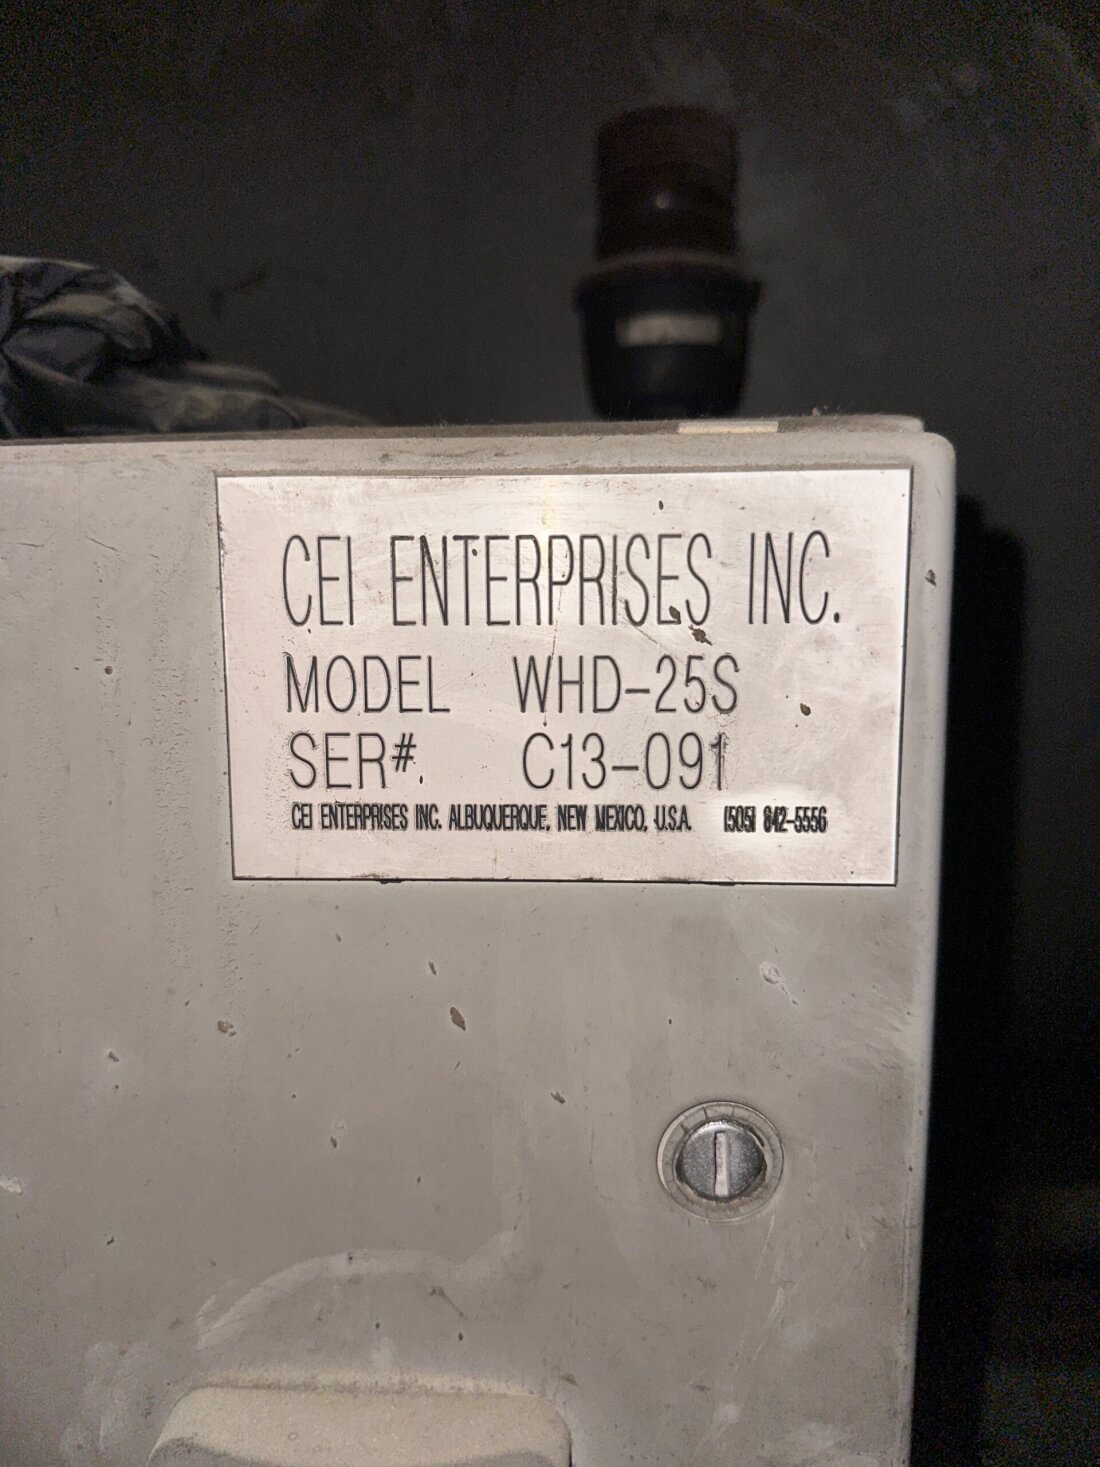 CEI ENTERPRISES INC.
MODEL WHD-25S
SER#. C13-091
CEI ENTERPRISES INC. ALBUQUERQUE, NEW MEXICO, U.S.A. (505) 842-5556